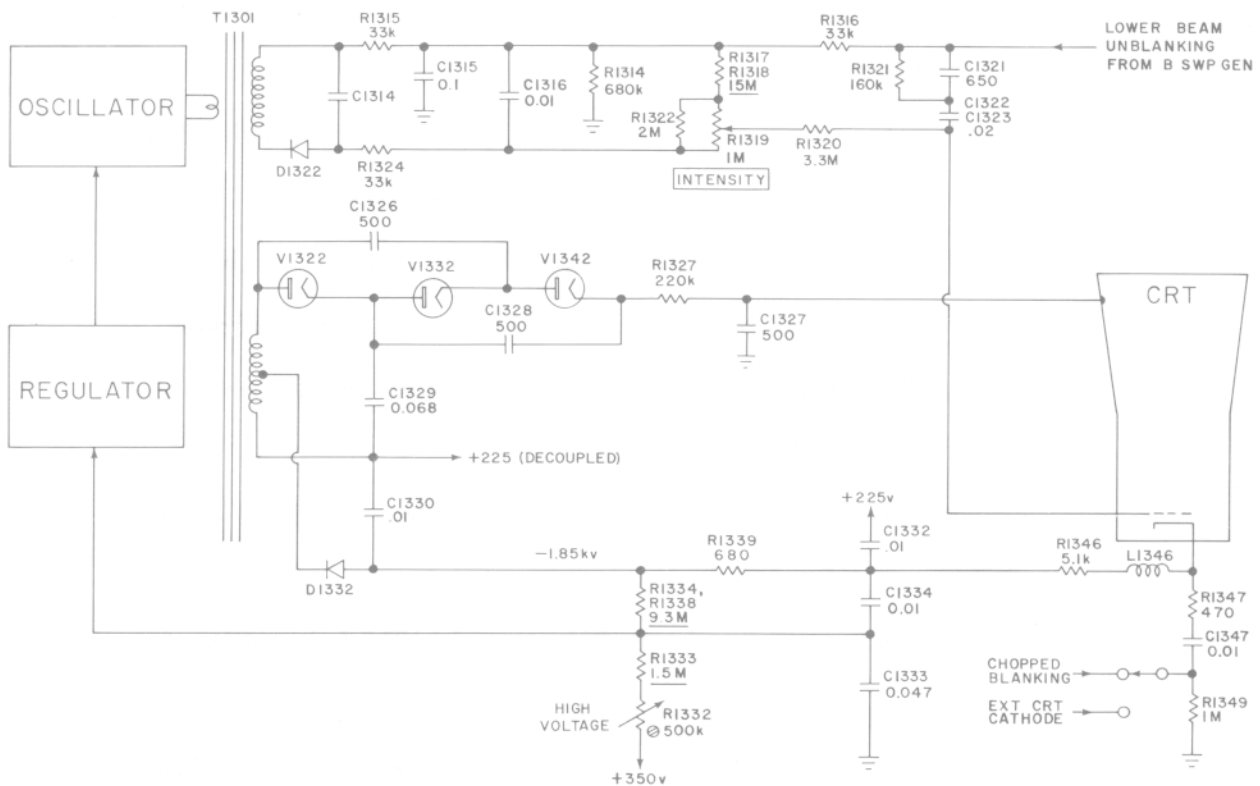 T1301
OSCILLATOR
REGULATOR
R1315
33k
C1315
0.1
C1314
C1316
0.01
R1314
680k
R1317
R1318
15M
R1316
33k
R1321
160k
C1321
650
C1322
C1323
.02
LOWER BEAM
UNBLANKING
FROM B SWP GEN
D1322
R1324
33k
R1322
2M
R1319
1M
INTENSITY
R1320
3.3M
C1326
500
V1322
V1332
V1342
C1328
500
R1327
220k
C1327
500
CRT
C1329
0.068
+225 (DECOUPLED)
C1330
.01
D1332
−1.85kv
R1339
680
+225v
C1332
.01
R1346
5.1k
L1346
R1334,
R1338
9.3M
C1334
0.01
R1347
470
C1347
0.01
R1333
1.5M
C1333
0.047
CHOPPED
BLANKING
HIGH
VOLTAGE
R1332
500k
EXT CRT
CATHODE
R1349
1M
+350v